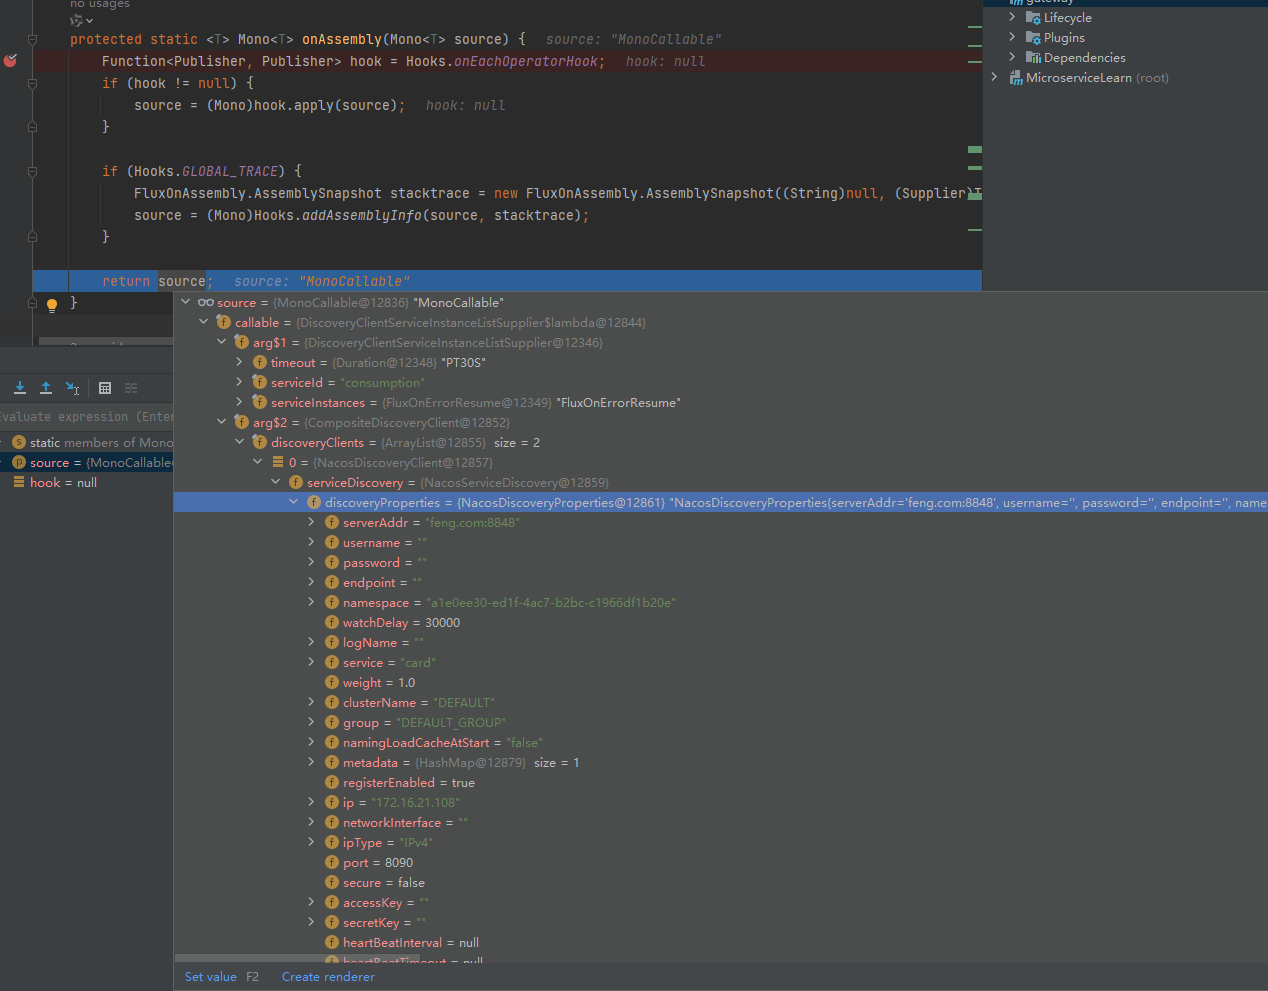 no usages
protected static <T> Mono<T> onAssembly(Mono<T> source) {   source: "MonoCallable"
Function<Publisher, Publisher> hook = Hooks.onEachOperatorHook;   hook: null
if (hook != null) {
source = (Mono)hook.apply(source);   hook: null
}
if (Hooks.GLOBAL_TRACE) {
FluxOnAssembly.AssemblySnapshot stacktrace = new FluxOnAssembly.AssemblySnapshot((String)null, (Supplier)T
source = (Mono)Hooks.addAssemblyInfo(source, stacktrace);
}
return source;   source: "MonoCallable"
}
gateway
Lifecycle
Plugins
Dependencies
MicroserviceLearn (root)
Evaluate expression (Enter
static members of Mono
source = {MonoCallable
hook = null
source = {MonoCallable@12836} "MonoCallable"
callable = {DiscoveryClientServiceInstanceListSupplier$lambda@12844}
arg$1 = {DiscoveryClientServiceInstanceListSupplier@12346}
timeout = {Duration@12348} "PT30S"
serviceId = "consumption"
serviceInstances = {FluxOnErrorResume@12349} "FluxOnErrorResume"
arg$2 = {CompositeDiscoveryClient@12852}
discoveryClients = {ArrayList@12855}  size = 2
0 = {NacosDiscoveryClient@12857}
serviceDiscovery = {NacosServiceDiscovery@12859}
discoveryProperties = {NacosDiscoveryProperties@12861} "NacosDiscoveryProperties{serverAddr='feng.com:8848', username='', password='', endpoint='', name
serverAddr = "feng.com:8848"
username = ""
password = ""
endpoint = ""
namespace = "a1e0ee30-ed1f-4ac7-b2bc-c1966df1b20e"
watchDelay = 30000
logName = ""
service = "card"
weight = 1.0
clusterName = "DEFAULT"
group = "DEFAULT_GROUP"
namingLoadCacheAtStart = "false"
metadata = {HashMap@12879}  size = 1
registerEnabled = true
ip = "172.16.21.108"
networkInterface = ""
ipType = "IPv4"
port = 8090
secure = false
accessKey = ""
secretKey = ""
heartBeatInterval = null
heartBeatTimeout = null
Set value  F2  Create renderer